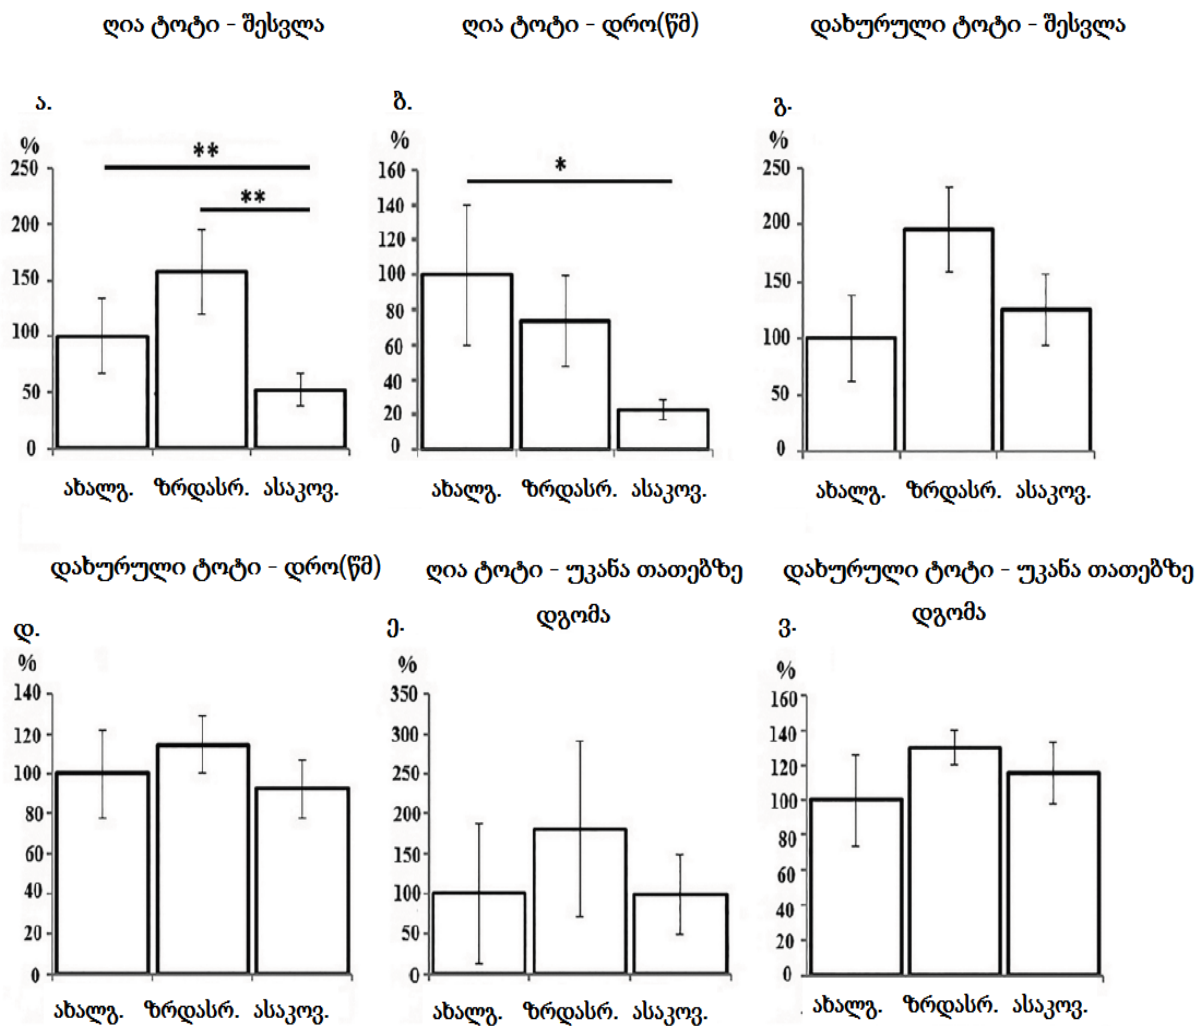 ღია ტოტი - შესვლა
ღია ტოტი - დრო(წმ)
დახურული ტოტი - შესვლა
ა.
%
250
200
150
100
50
0
**
**
ახალგ. ზრდასრ. ასაკოვ.
ბ.
%
160
140
120
100
80
60
40
20
0
*
ახალგ. ზრდასრ. ასაკოვ.
გ.
%
250
200
150
100
50
0
ახალგ. ზრდასრ. ასაკოვ.
დახურული ტოტი - დრო(წმ)
დ.
%
140
120
100
80
60
40
20
0
ახალგ. ზრდასრ. ასაკოვ.
ღია ტოტი - უკანა თათებზე
დგომა
ე.
%
350
300
250
200
150
100
50
0
ახალგ. ზრდასრ. ასაკოვ.
დახურული ტოტი - უკანა თათებზე
დგომა
ვ.
%
160
140
120
100
80
60
40
20
0
ახალგ. ზრდასრ. ასაკოვ.